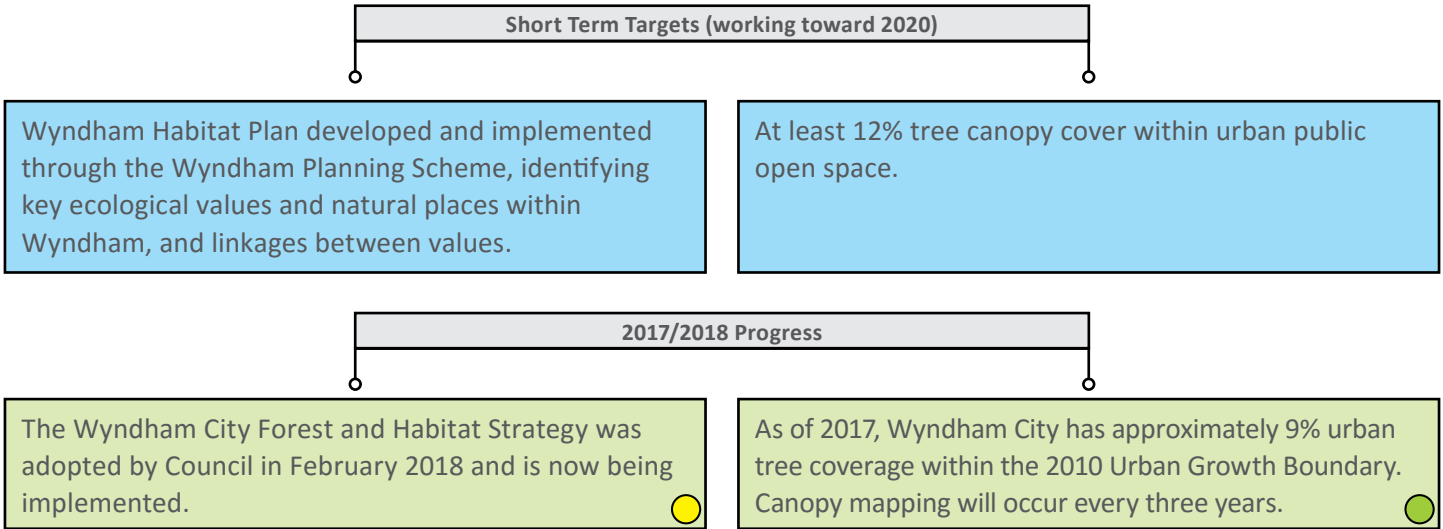 Short Term Targets (working toward 2020)
Wyndham Habitat Plan developed and implemented
through the Wyndham Planning Scheme, identifying
key ecological values and natural places within
Wyndham, and linkages between values.
At least 12% tree canopy cover within urban public
open space.
2017/2018 Progress
The Wyndham City Forest and Habitat Strategy was
adopted by Council in February 2018 and is now being
implemented.
As of 2017, Wyndham City has approximately 9% urban
tree coverage within the 2010 Urban Growth Boundary.
Canopy mapping will occur every three years.